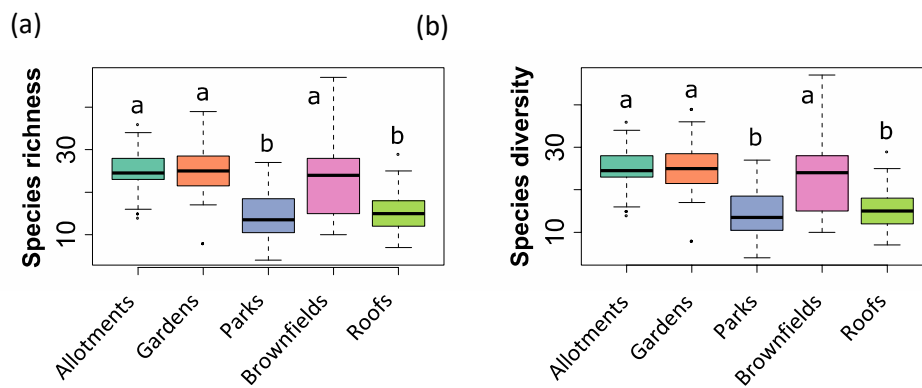 (a)
Species richness
30
10
a
a
b
a
b
Allotments
Gardens
Parks
Brownfields
Roofs
(b)
Species diversity
30
10
a
a
b
a
b
Allotments
Gardens
Parks
Brownfields
Roofs